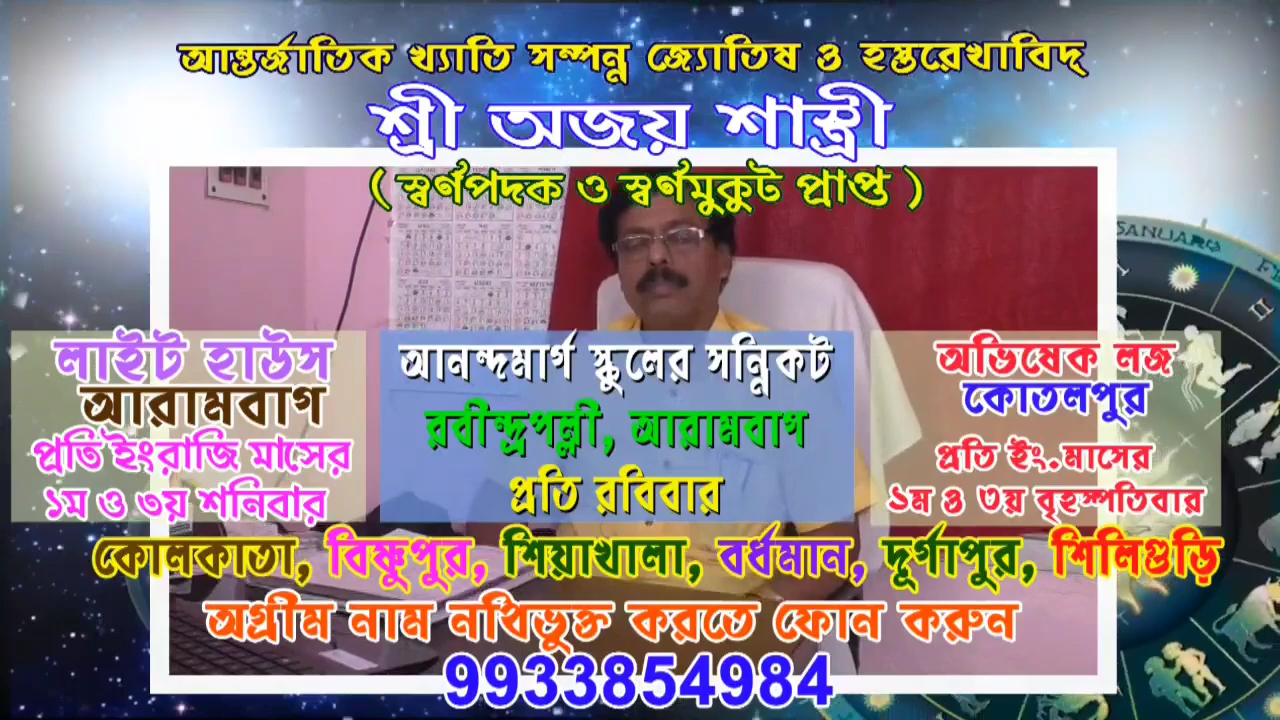 আন্তর্জাতিক খ্যাতি সম্পন্ন জ্যোতিষ ও হস্তরেখাবিদ্
শ্রী অজয় শাস্ত্রী
( স্বর্ণপদক ও স্বর্ণমুকুট প্রাপ্ত )
লাইট হাউস
আরামবাগ
প্রতি ইংরাজি মাসের
১ম ও ৩য় শনিবার
আনন্দমার্গ স্কুলের সন্নিকট
রবীন্দ্রপল্লী, আরামবাগ
প্রতি রবিবার
অভিষেক লজ
কোতলপুর
প্রতি ইং.মাসের
১ম ও ৩য় বৃহস্পতিবার
কোলকাতা, বিষ্ণুপুর, শিয়াখালা, বর্ধমান, দূর্গাপুর, শিলিগুড়ি
অগ্রীম নাম নথিভুক্ত করতে ফোন করুন
9933854984
SANUARG